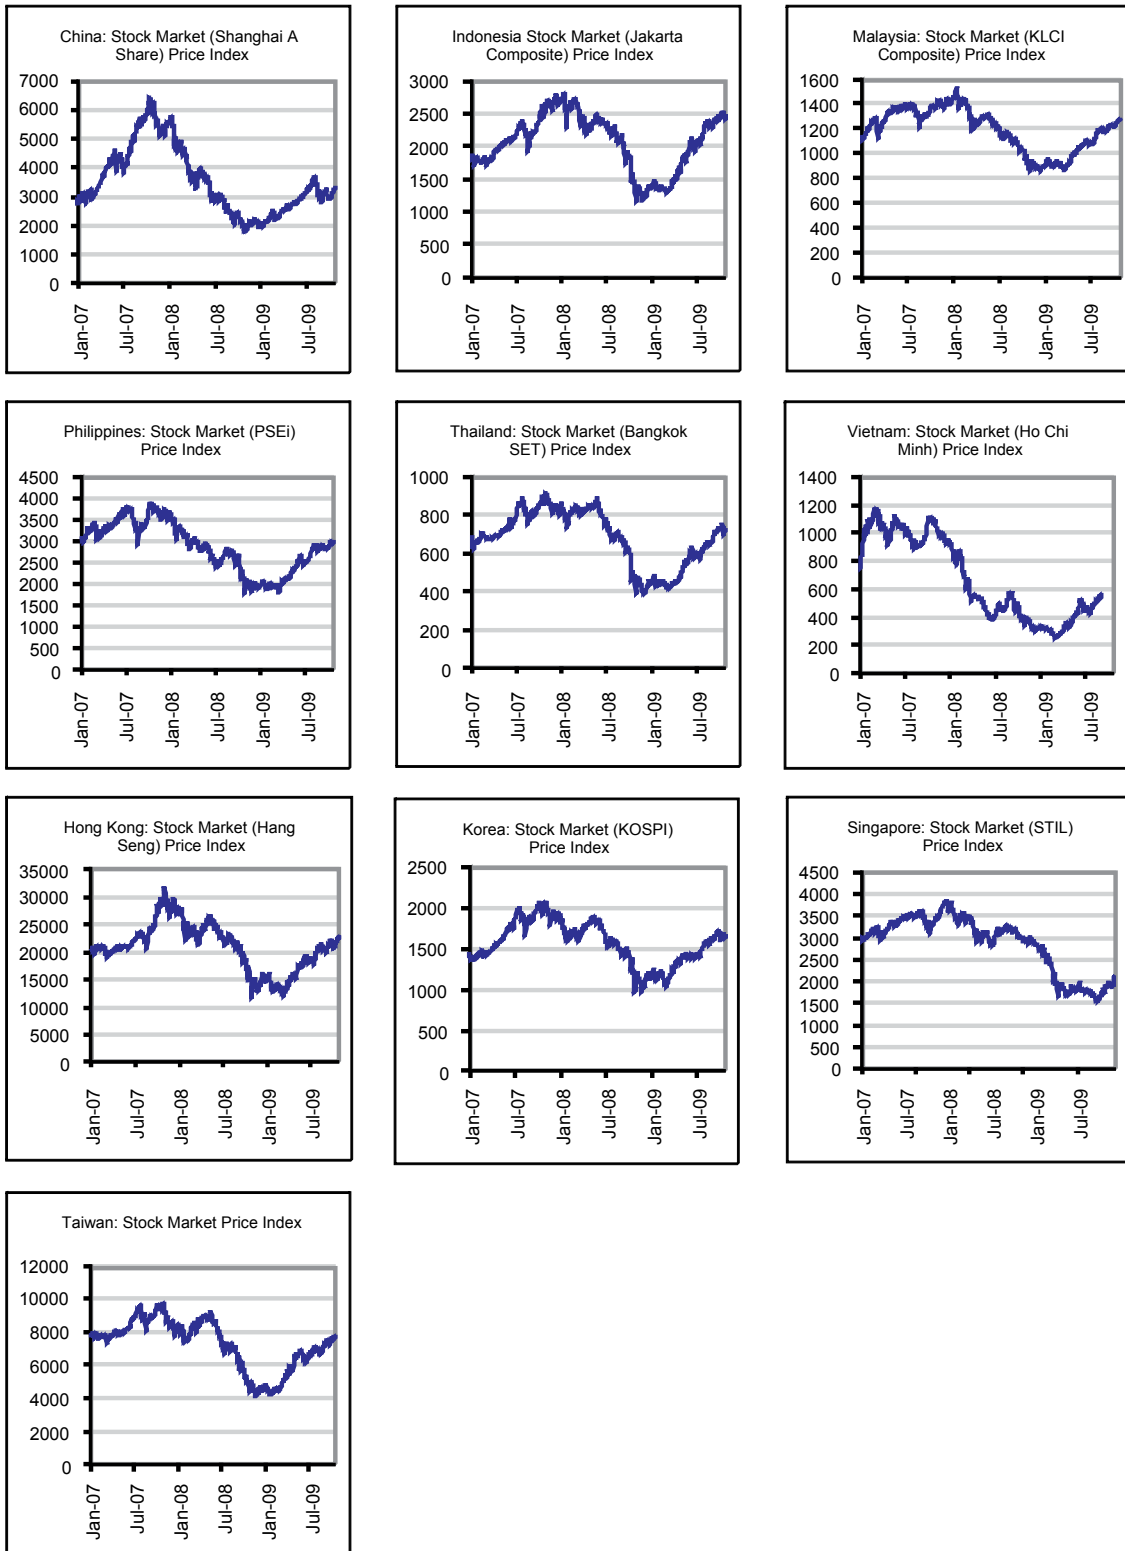 China: Stock Market (Shanghai A
Share) Price Index
7000
6000
5000
4000
3000
2000
1000
0
Jan-07
Jul-07
Jan-08
Jul-08
Jan-09
Jul-09
Indonesia Stock Market (Jakarta
Composite) Price Index
3000
2500
2000
1500
1000
500
0
Jan-07
Jul-07
Jan-08
Jul-08
Jan-09
Jul-09
Malaysia: Stock Market (KLCI
Composite) Price Index
1600
1400
1200
1000
800
600
400
200
0
Jan-07
Jul-07
Jan-08
Jul-08
Jan-09
Jul-09
Philippines: Stock Market (PSEi)
Price Index
4500
4000
3500
3000
2500
2000
1500
1000
500
0
Jan-07
Jul-07
Jan-08
Jul-08
Jan-09
Jul-09
Thailand: Stock Market (Bangkok
SET) Price Index
1000
800
600
400
200
0
Jan-07
Jul-07
Jan-08
Jul-08
Jan-09
Jul-09
Vietnam: Stock Market (Ho Chi
Minh) Price Index
1400
1200
1000
800
600
400
200
0
Jan-07
Jul-07
Jan-08
Jul-08
Jan-09
Jul-09
Hong Kong: Stock Market (Hang
Seng) Price Index
35000
30000
25000
20000
15000
10000
5000
0
Jan-07
Jul-07
Jan-08
Jul-08
Jan-09
Jul-09
Korea: Stock Market (KOSPI)
Price Index
2500
2000
1500
1000
500
0
Jan-07
Jul-07
Jan-08
Jul-08
Jan-09
Jul-09
Singapore: Stock Market (STIL)
Price Index
4500
4000
3500
3000
2500
2000
1500
1000
500
0
Jan-07
Jul-07
Jan-08
Jul-08
Jan-09
Jul-09
Taiwan: Stock Market Price Index
12000
10000
8000
6000
4000
2000
0
Jan-07
Jul-07
Jan-08
Jul-08
Jan-09
Jul-09